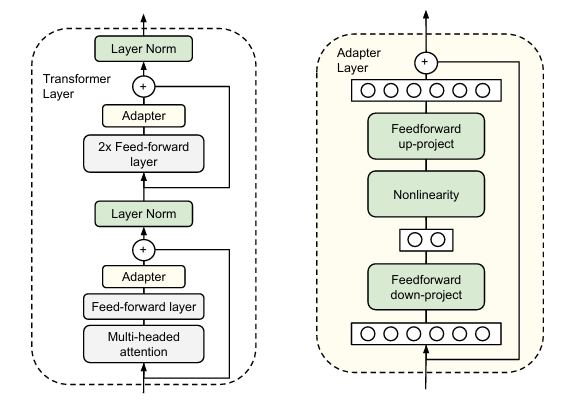 Layer Norm
Transformer
Layer
+
Adapter
2x Feed-forward
layer
Layer Norm
+
Adapter
Feed-forward layer
Multi-headed
attention
Adapter
Layer
+
Feedforward
up-project
Nonlinearity
Feedforward
down-project